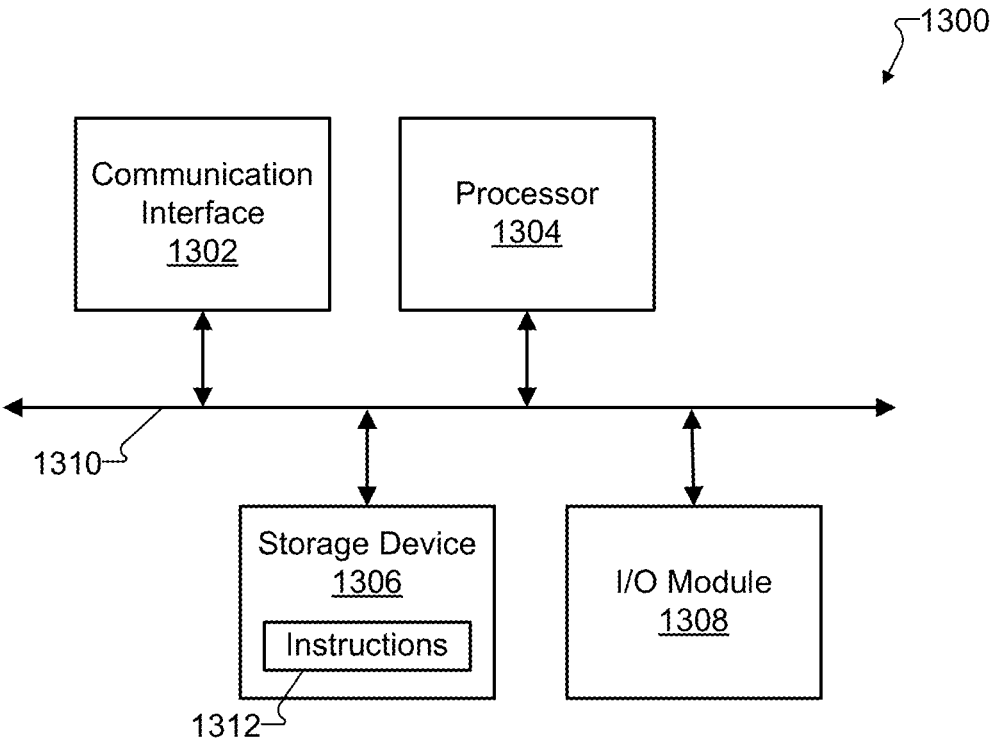 1300
Communication
Interface
1302
Processor
1304
1310
Storage Device
1306
Instructions
1312
I/O Module
1308